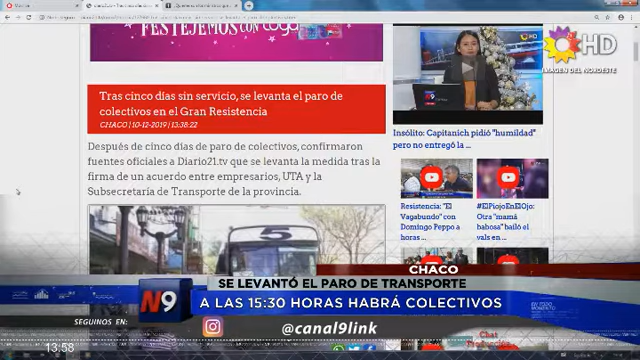 FESTEJEMOS CON
HD
IMAGEN DEL NORDESTE
Tras cinco días sin servicio, se levanta el paro de
colectivos en el Gran Resistencia
CHACO | 10-12-2019 | 13:38:22
Después de cinco días de paro de colectivos, confirmaron
fuentes oficiales a Diario21.tv que se levanta la medida tras la
firma de un acuerdo entre empresarios, UTA y la
Subsecretaría de Transporte de la provincia.
5
N9
Insólito: Capitanich pidió "humildad"
pero no entregó la ...
Resistencia: "El
Vagabundo" con
Domingo Peppo a
horas ...
#ElPiojoEnElOjo:
Otra "mamá
babosa" bailó el
vals en ...
CHACO
SE LEVANTÓ EL PARO DE TRANSPORTE
N9
A LAS 15:30 HORAS HABRÁ COLECTIVOS
SEGUINOS EN:
@canal9link
13:58
Chat